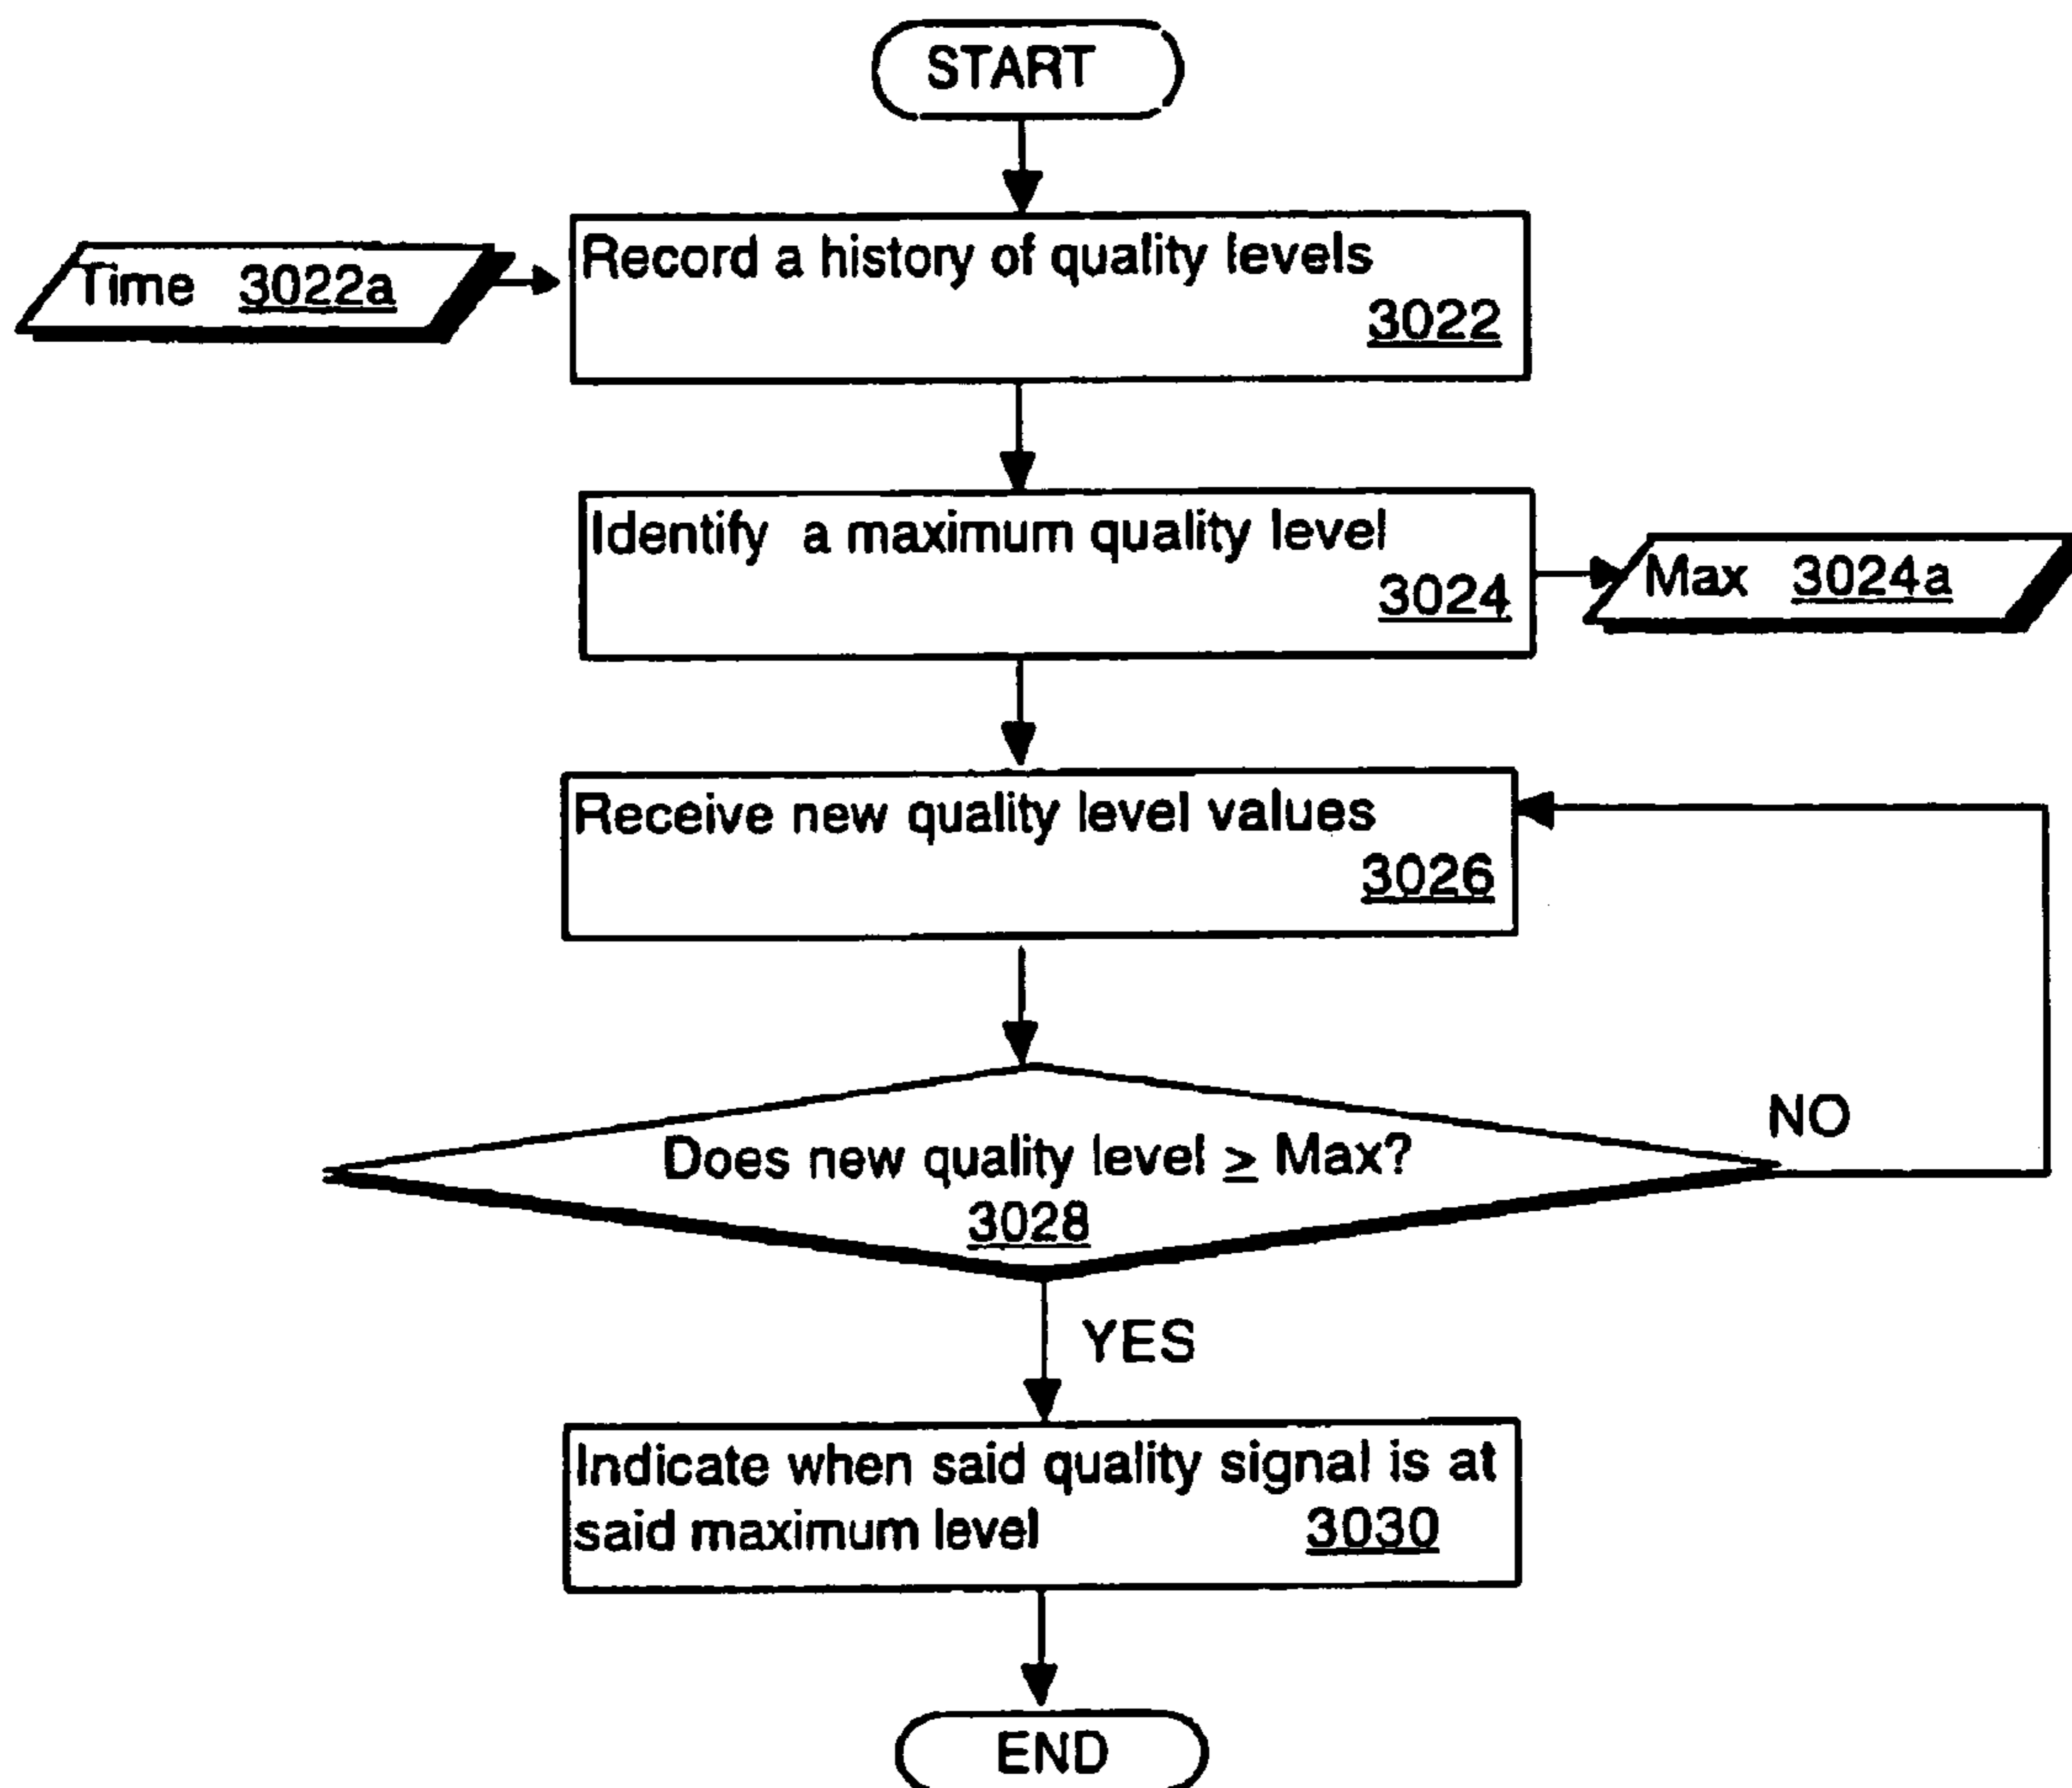 START
Time 3022a
Record a history of quality levels
3022
Identify a maximum quality level
3024
Max 3024a
Receive new quality level values
3026
NO
Does new quality level ≥ Max?
3028
YES
Indicate when said quality signal is at
said maximum level 3030
END